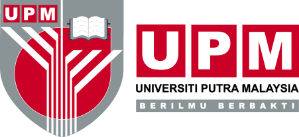 UPM
UPM
UNIVERSITI PUTRA MALAYSIA
BERILMU BERBAKTI